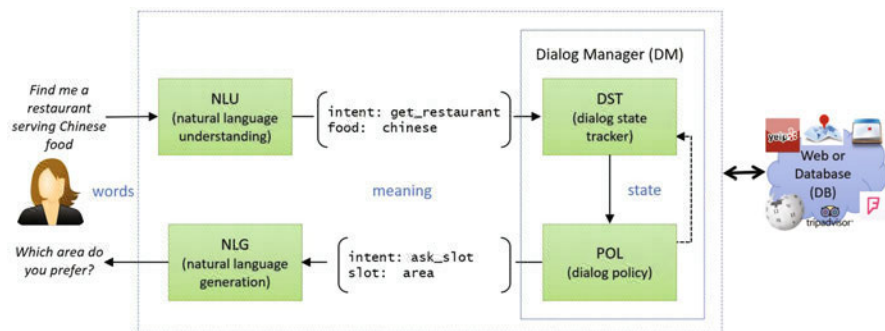 Dialog Manager (DM)
Find me a
restaurant
serving Chinese
food
NLU
(natural language
understanding)
intent: get_restaurant
food: chinese
DST
(dialog state
tracker)
yelp
Web or
Database
(DB)
tripadvisor
words
meaning
state
Which area do
you prefer?
NLG
(natural language
generation)
intent: ask_slot
slot: area
POL
(dialog policy)